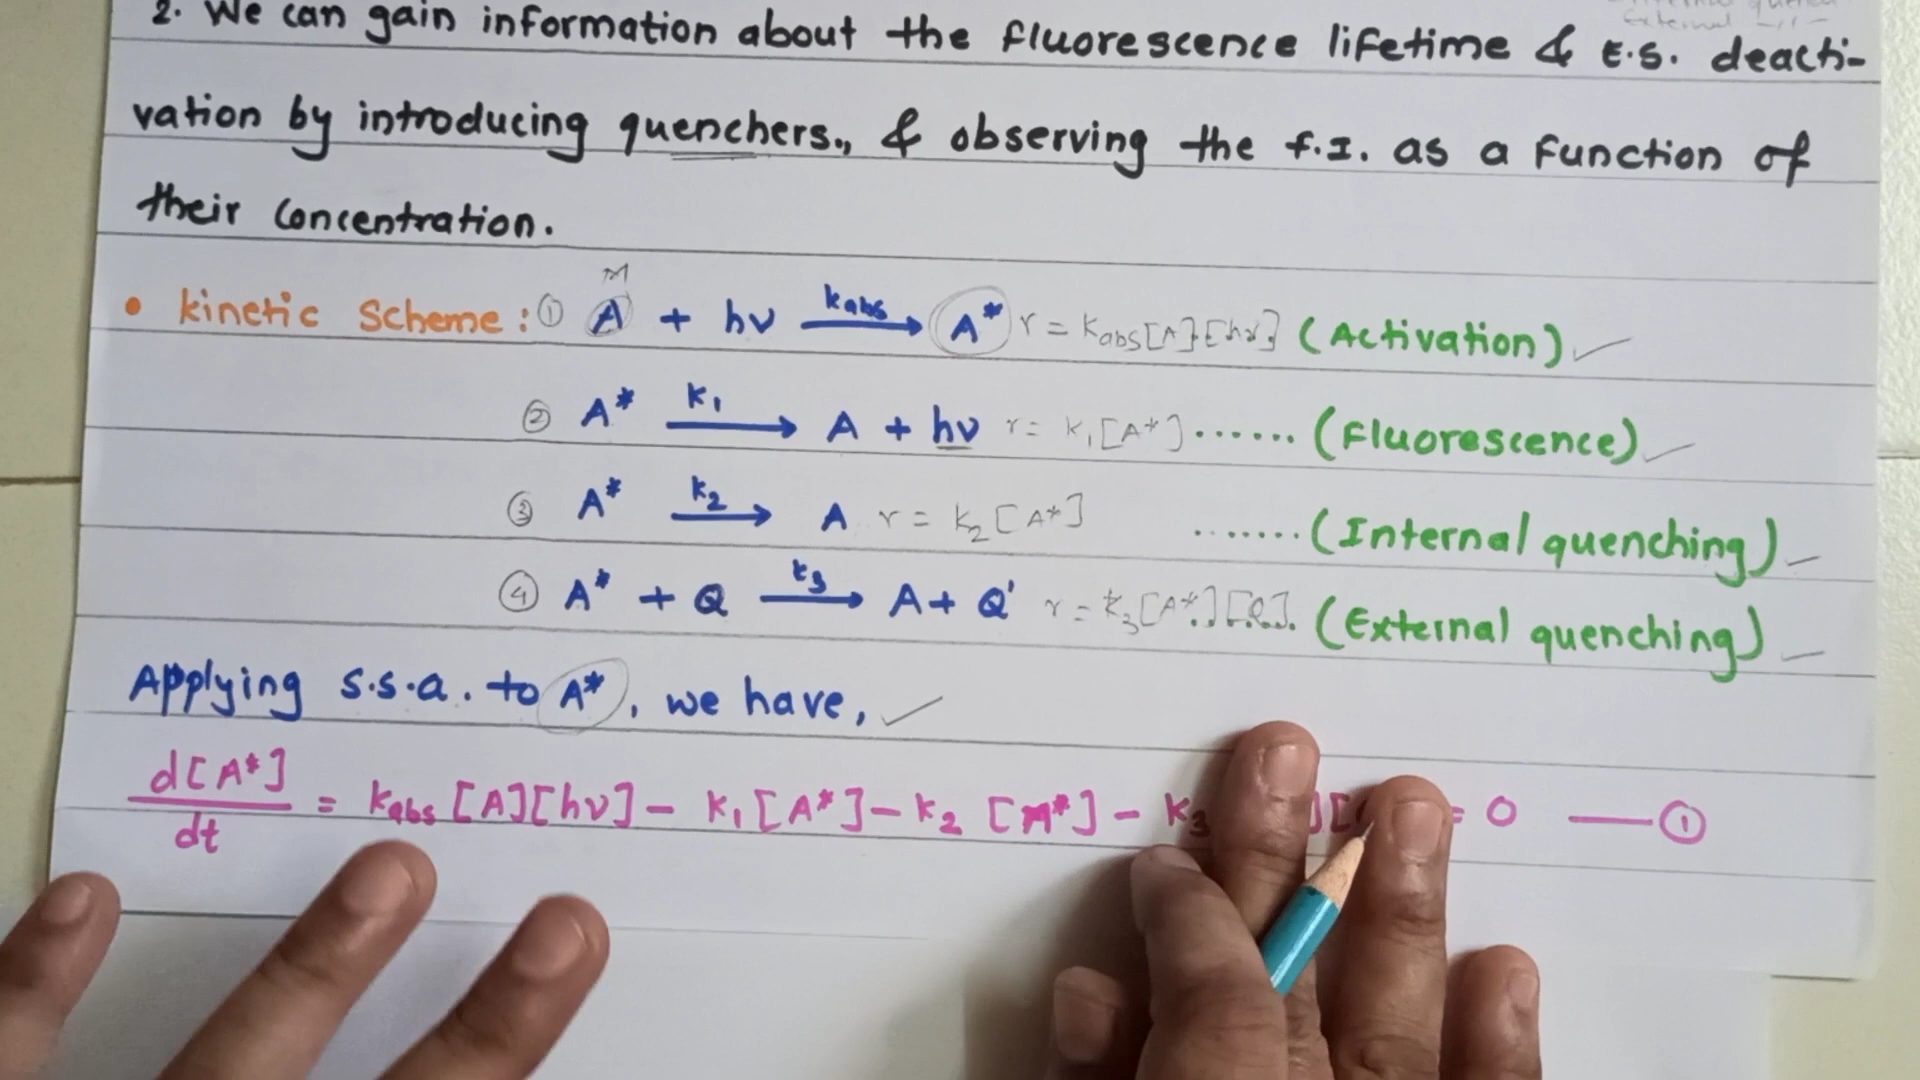 2. We can gain information about the fluorescence lifetime & E.S. deacti-
vation by introducing quenchers., & observing the f.I. as a function of
their concentration.
M
• Kinetic Scheme : ① A + hν kabs⟶ A* r = kabs[A][hν] (Activation) ✓
② A* k₁⟶ A + hν r = k₁[A*] ...... (Fluorescence) ✓
③ A* k₂⟶ A r = k₂[A*] ....... (Internal quenching)
④ A* + Q k₃⟶ A + Q' r = k₃[A*][Q]. (External quenching)
Applying s.s.a. to A*, we have, ✓
d[A*]/dt = kabs [A][hν] – k₁[A*] – k₂ [A*] – k₃ ][ = 0 —①